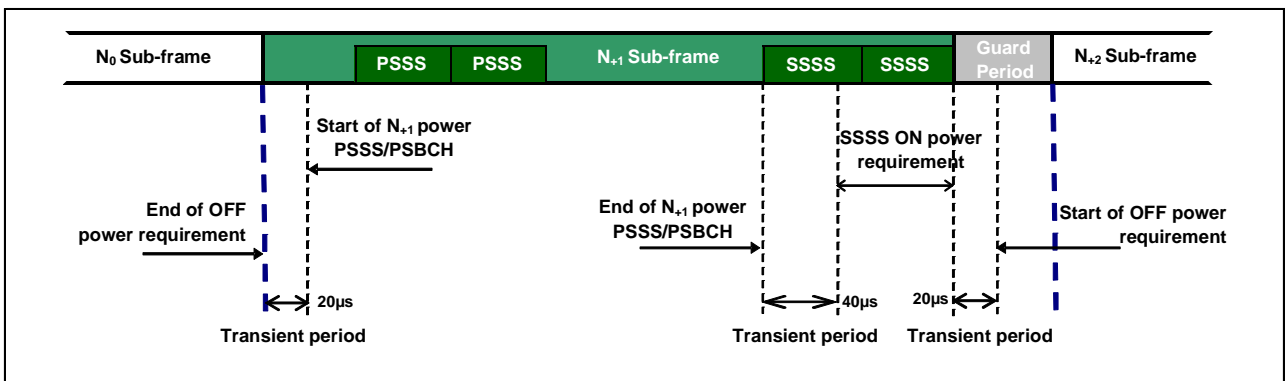 N0 Sub-frame
PSSS
PSSS
N+1 Sub-frame
SSSS
SSSS
Guard
Period
N+2 Sub-frame
Start of N+1 power
PSSS/PSBCH
SSSS ON power
requirement
End of OFF
power requirement
End of N+1 power
PSSS/PSBCH
Start of OFF power
requirement
20µs
40µs
20µs
Transient period
Transient period
Transient period